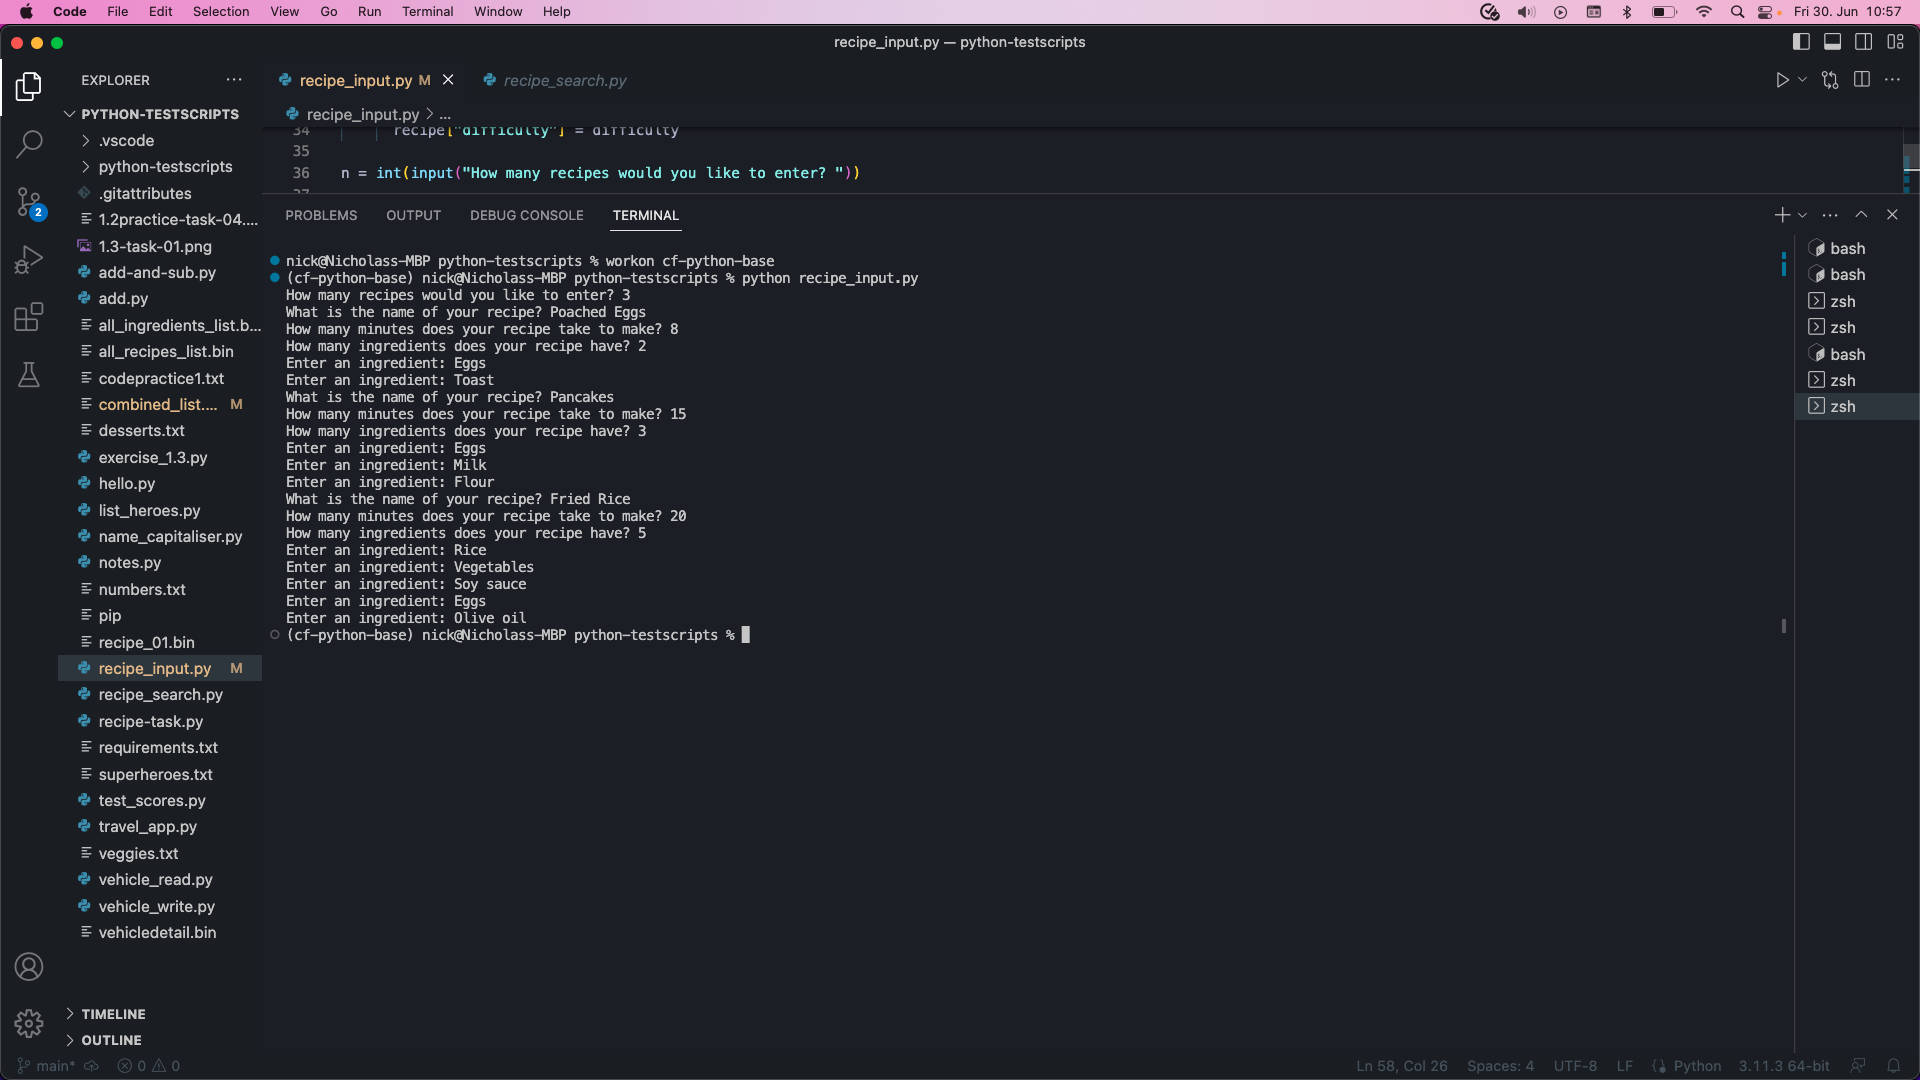 Code File Edit Selection View Go Run Terminal Window Help Fri 30. Jun 10:57
recipe_input.py — python-testscripts
EXPLORER
recipe_input.py M
recipe_search.py
recipe_input.py > ...
PYTHON-TESTSCRIPTS
.vscode
python-testscripts
.gitattributes
1.2practice-task-04....
1.3-task-01.png
add-and-sub.py
add.py
all_ingredients_list.b...
all_recipes_list.bin
codepractice1.txt
combined_list.... M
desserts.txt
exercise_1.3.py
hello.py
list_heroes.py
name_capitaliser.py
notes.py
numbers.txt
pip
recipe_01.bin
recipe_input.py M
recipe_search.py
recipe-task.py
requirements.txt
superheroes.txt
test_scores.py
travel_app.py
veggies.txt
vehicle_read.py
vehicle_write.py
vehicledetail.bin
TIMELINE
OUTLINE
2
34 recipe["difficulty"] = difficulty
35
36 n = int(input("How many recipes would you like to enter? "))
37
PROBLEMS OUTPUT DEBUG CONSOLE TERMINAL
nick@Nicholass-MBP python-testscripts % workon cf-python-base
(cf-python-base) nick@Nicholass-MBP python-testscripts % python recipe_input.py
How many recipes would you like to enter? 3
What is the name of your recipe? Poached Eggs
How many minutes does your recipe take to make? 8
How many ingredients does your recipe have? 2
Enter an ingredient: Eggs
Enter an ingredient: Toast
What is the name of your recipe? Pancakes
How many minutes does your recipe take to make? 15
How many ingredients does your recipe have? 3
Enter an ingredient: Eggs
Enter an ingredient: Milk
Enter an ingredient: Flour
What is the name of your recipe? Fried Rice
How many minutes does your recipe take to make? 20
How many ingredients does your recipe have? 5
Enter an ingredient: Rice
Enter an ingredient: Vegetables
Enter an ingredient: Soy sauce
Enter an ingredient: Eggs
Enter an ingredient: Olive oil
(cf-python-base) nick@Nicholass-MBP python-testscripts %
bash
bash
zsh
zsh
bash
zsh
zsh
main* 0 0 Ln 58, Col 26 Spaces: 4 UTF-8 LF Python 3.11.3 64-bit